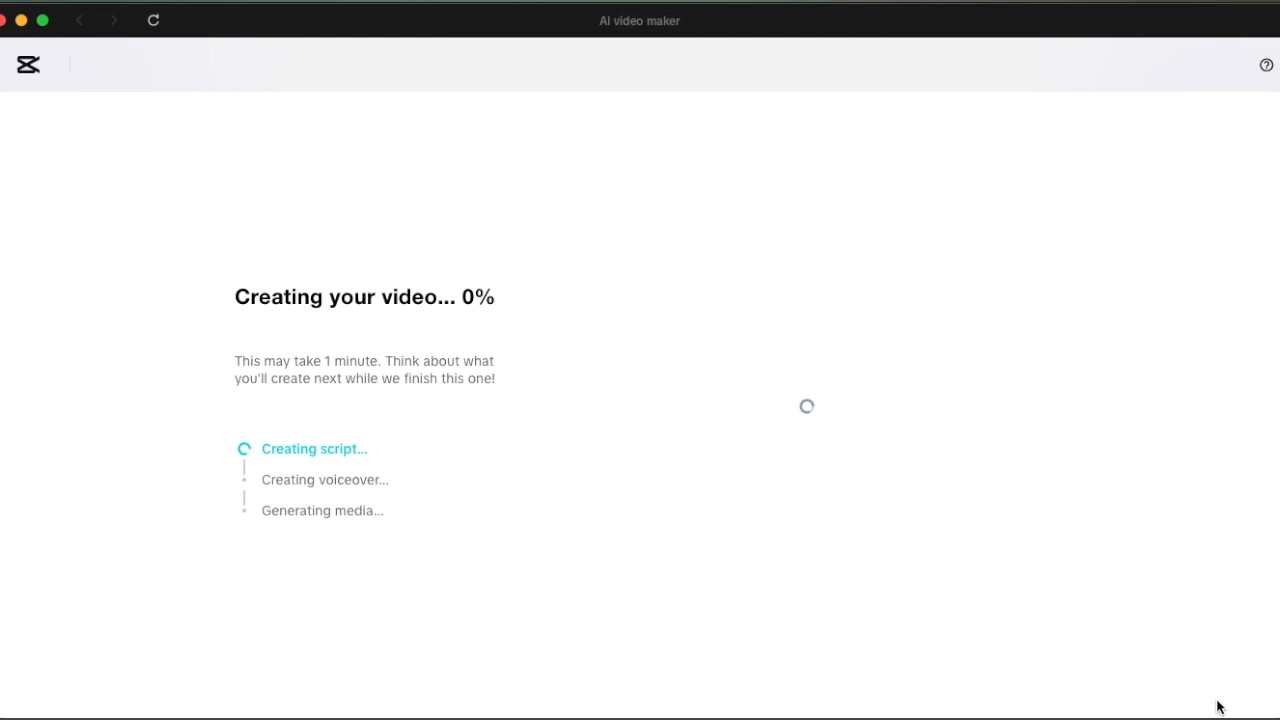 AI video maker
Creating your video... 0%
This may take 1 minute. Think about what
you'll create next while we finish this one!
Creating script...
Creating voiceover...
Generating media...